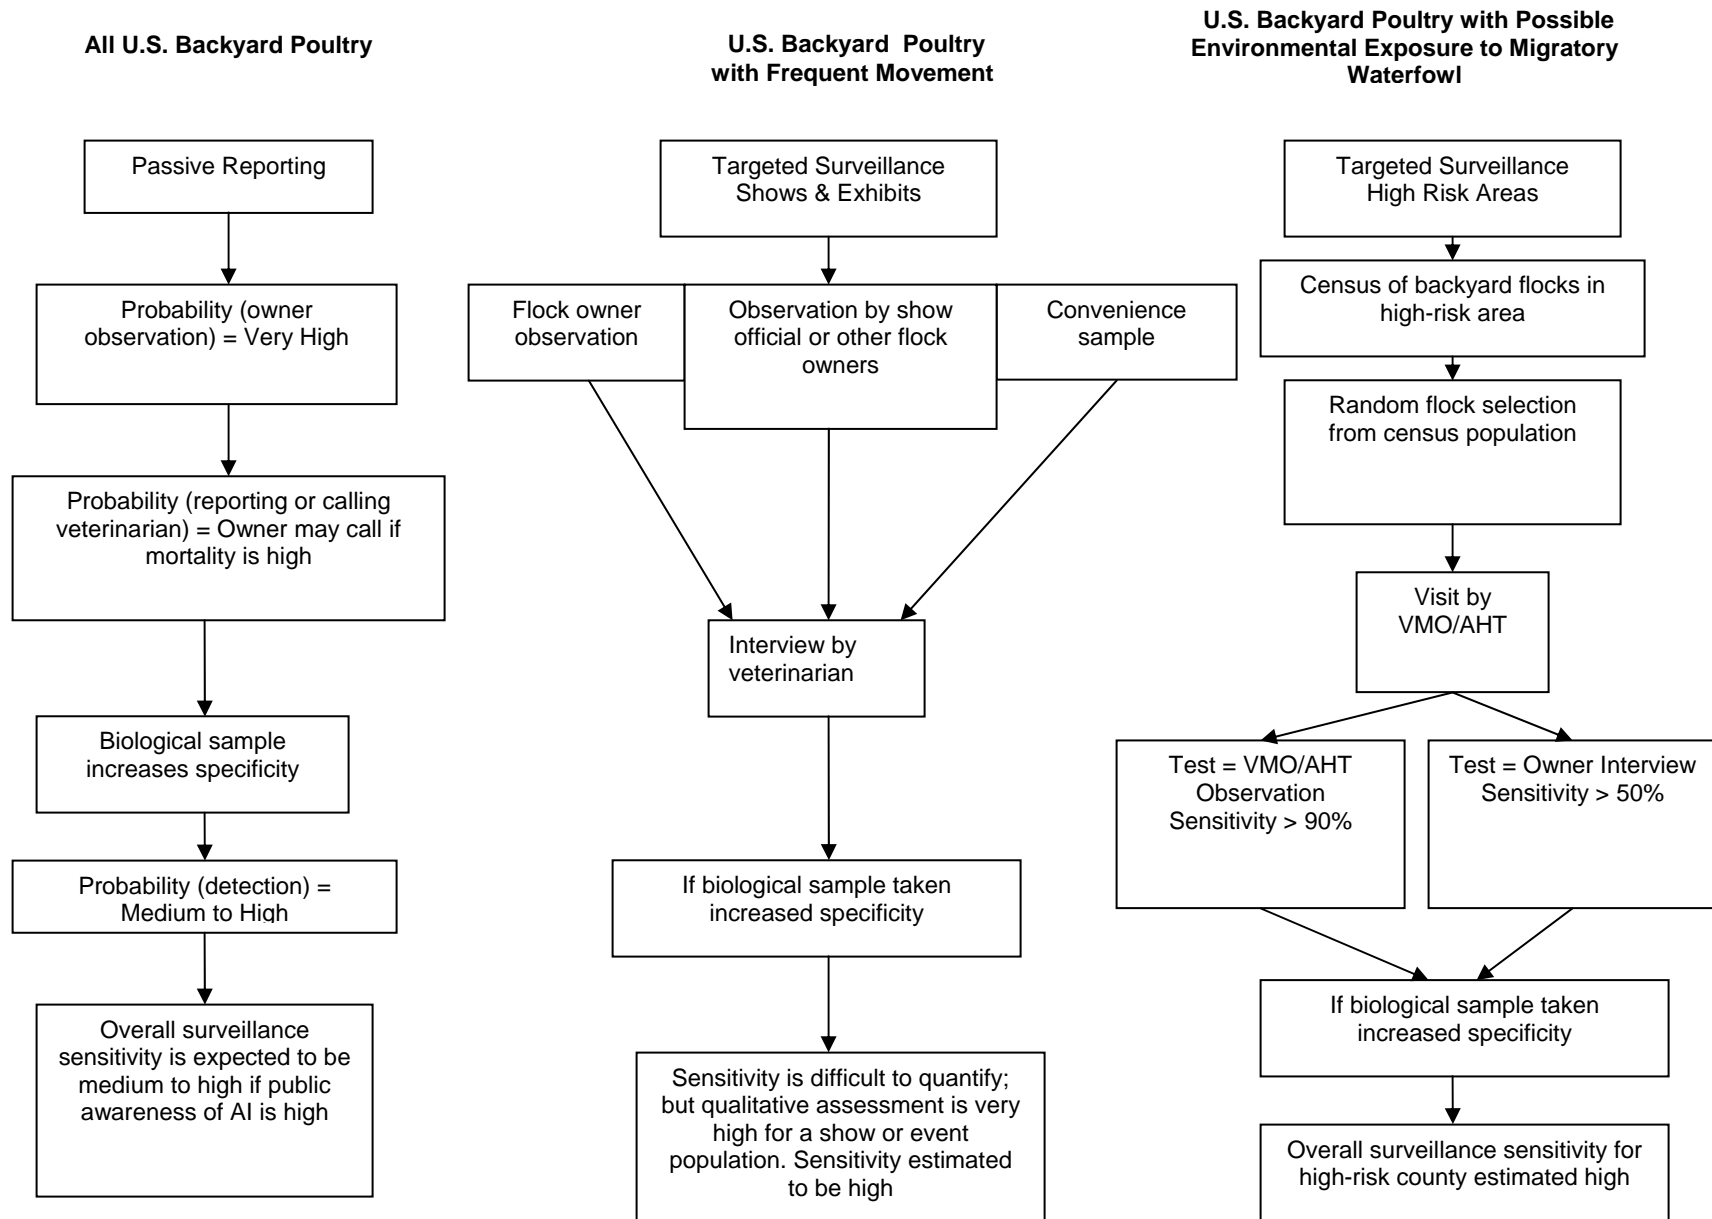 All U.S. Backyard Poultry
Passive Reporting
Probability (owner
observation) = Very High
Probability (reporting or calling
veterinarian) = Owner may call if
mortality is high
Biological sample
increases specificity
Probability (detection) =
Medium to High
Overall surveillance
sensitivity is expected to be
medium to high if public
awareness of AI is high
U.S. Backyard Poultry
with Frequent Movement
Targeted Surveillance
Shows & Exhibits
Flock owner
observation
Observation by show
official or other flock
owners
Convenience
sample
Interview by
veterinarian
If biological sample taken
increased specificity
Sensitivity is difficult to quantify;
but qualitative assessment is very
high for a show or event
population. Sensitivity estimated
to be high
U.S. Backyard Poultry with Possible
Environmental Exposure to Migratory
Waterfowl
Targeted Surveillance
High Risk Areas
Census of backyard flocks in
high-risk area
Random flock selection
from census population
Visit by
VMO/AHT
Test = VMO/AHT
Observation
Sensitivity > 90%
Test = Owner Interview
Sensitivity > 50%
If biological sample taken
increased specificity
Overall surveillance sensitivity for
high-risk county estimated high